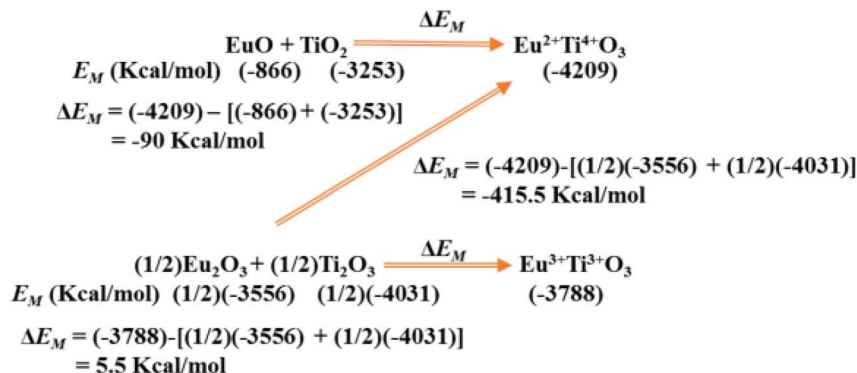 ΔE_M
EuO + TiO₂ Eu²⁺Ti⁴⁺O₃
E_M (Kcal/mol) (-866) (-3253) (-4209)
ΔE_M = (-4209) – [(-866) + (-3253)]
= -90 Kcal/mol
ΔE_M = (-4209)-[(1/2)(-3556) + (1/2)(-4031)]
= -415.5 Kcal/mol
ΔE_M
(1/2)Eu₂O₃ + (1/2)Ti₂O₃ Eu³⁺Ti³⁺O₃
E_M (Kcal/mol) (1/2)(-3556) (1/2)(-4031) (-3788)
ΔE_M = (-3788)-[(1/2)(-3556) + (1/2)(-4031)]
= 5.5 Kcal/mol